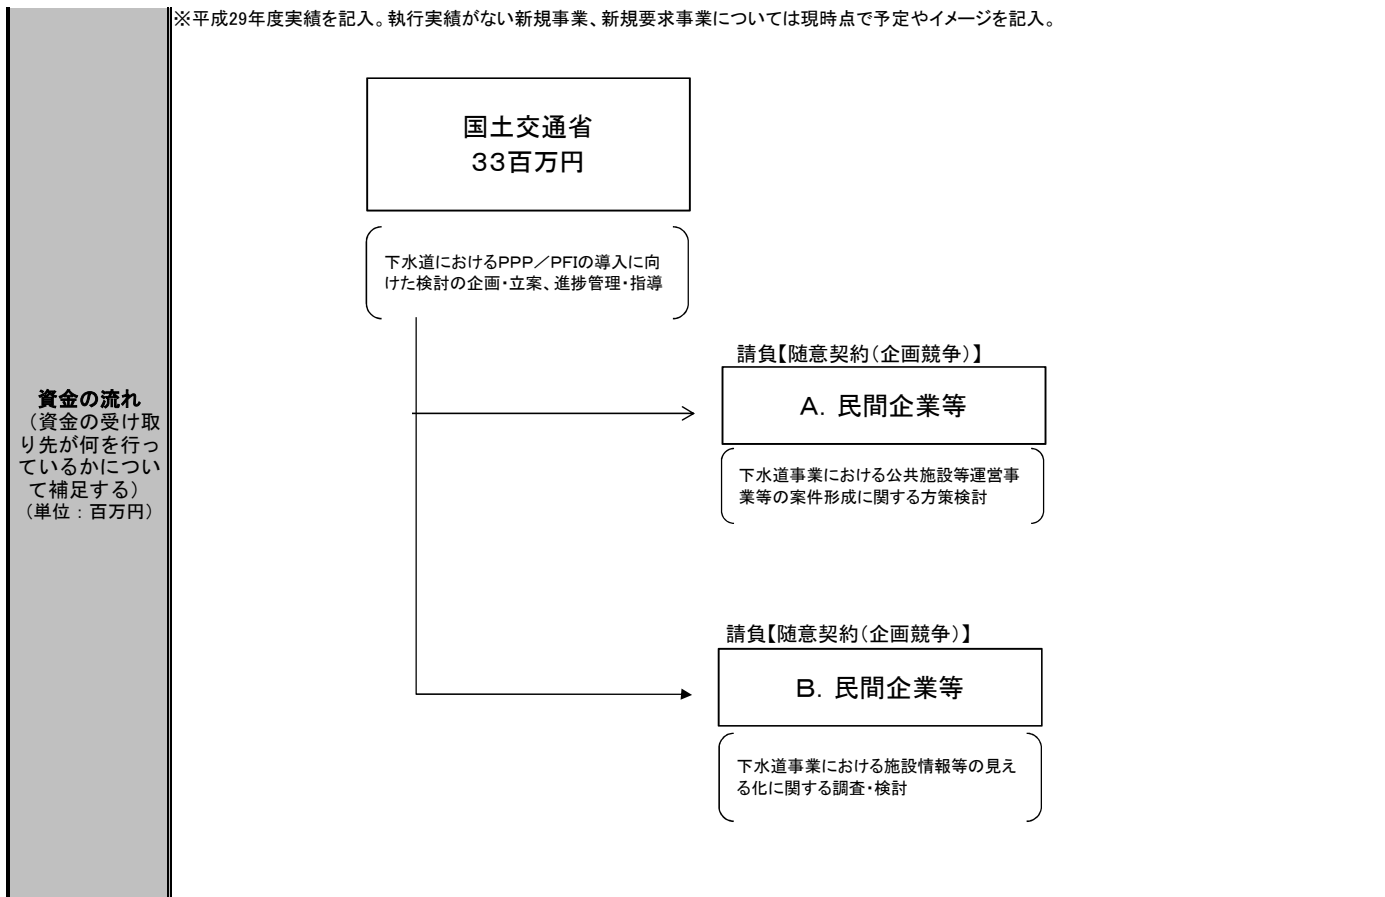 ※平成29年度実績を記入。執行実績がない新規事業、新規要求事業については現時点で予定やイメージを記入。
資金の流れ
(資金の受け取
り先が何を行っ
ているかについ
て補足する)
(単位:百万円)
国土交通省
33百万円
下水道におけるPPP/PFIの導入に向
けた検討の企画・立案、進捗管理・指導
請負【随意契約(企画競争)】
A. 民間企業等
下水道事業における公共施設等運営事
業等の案件形成に関する方策検討
請負【随意契約(企画競争)】
B. 民間企業等
下水道事業における施設情報等の見え
る化に関する調査・検討